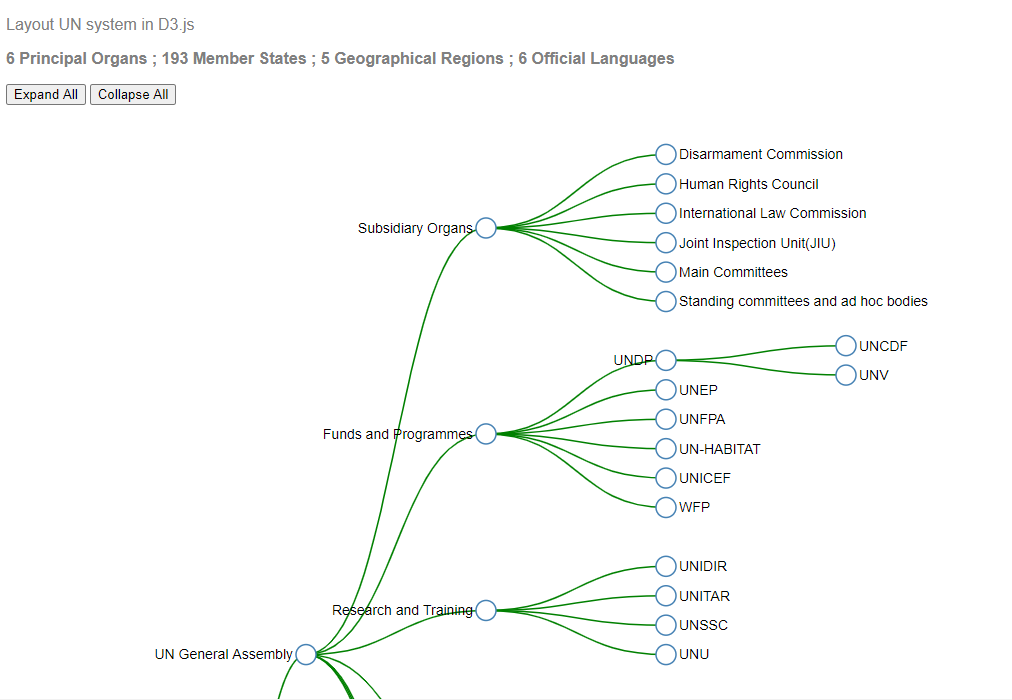 Layout UN system in D3.js
6 Principal Organs ; 193 Member States ; 5 Geographical Regions ; 6 Official Languages
Expand All Collapse All
Disarmament Commission
Human Rights Council
International Law Commission
Subsidiary Organs
Joint Inspection Unit(JIU)
Main Committees
Standing committees and ad hoc bodies
UNCDF
UNDP
UNV
UNEP
UNFPA
Funds and Programmes
UN-HABITAT
UNICEF
WFP
UNIDIR
UNITAR
Research and Training
UNSSC
UN General Assembly
UNU